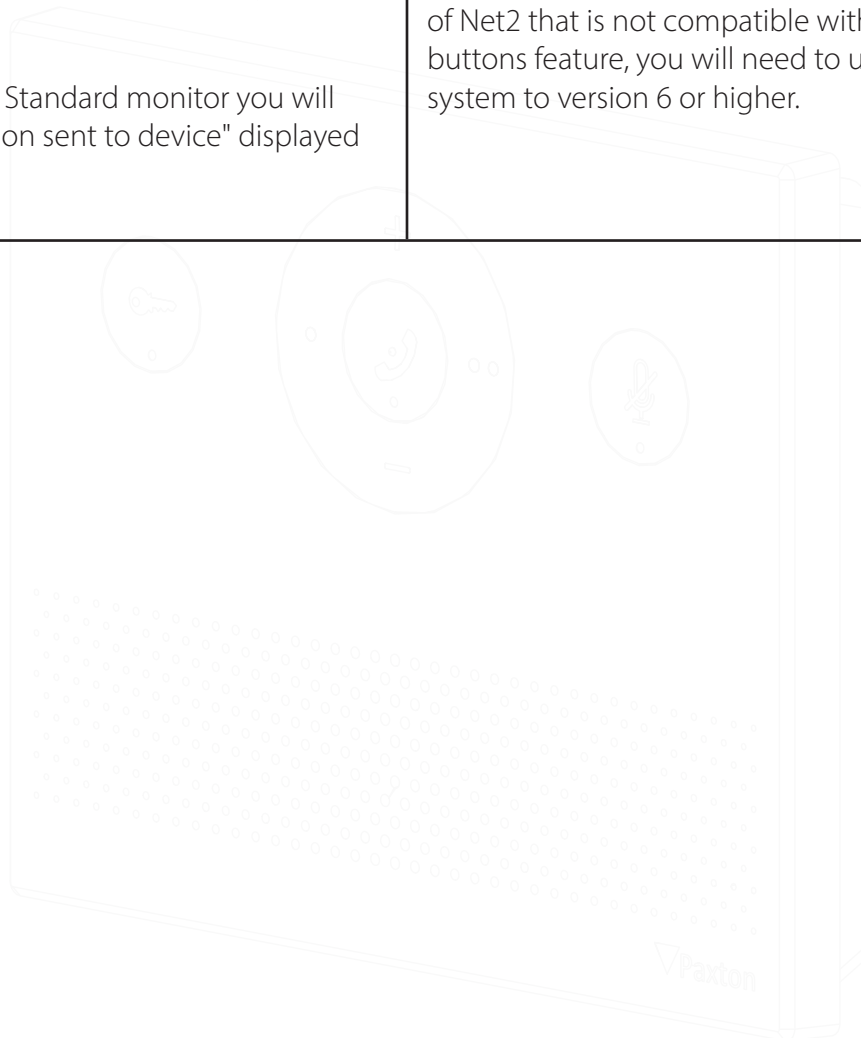 Standard monitor you will
on sent to device" displayed
of Net2 that is not compatible with
buttons feature, you will need to u
system to version 6 or higher.
Paxton